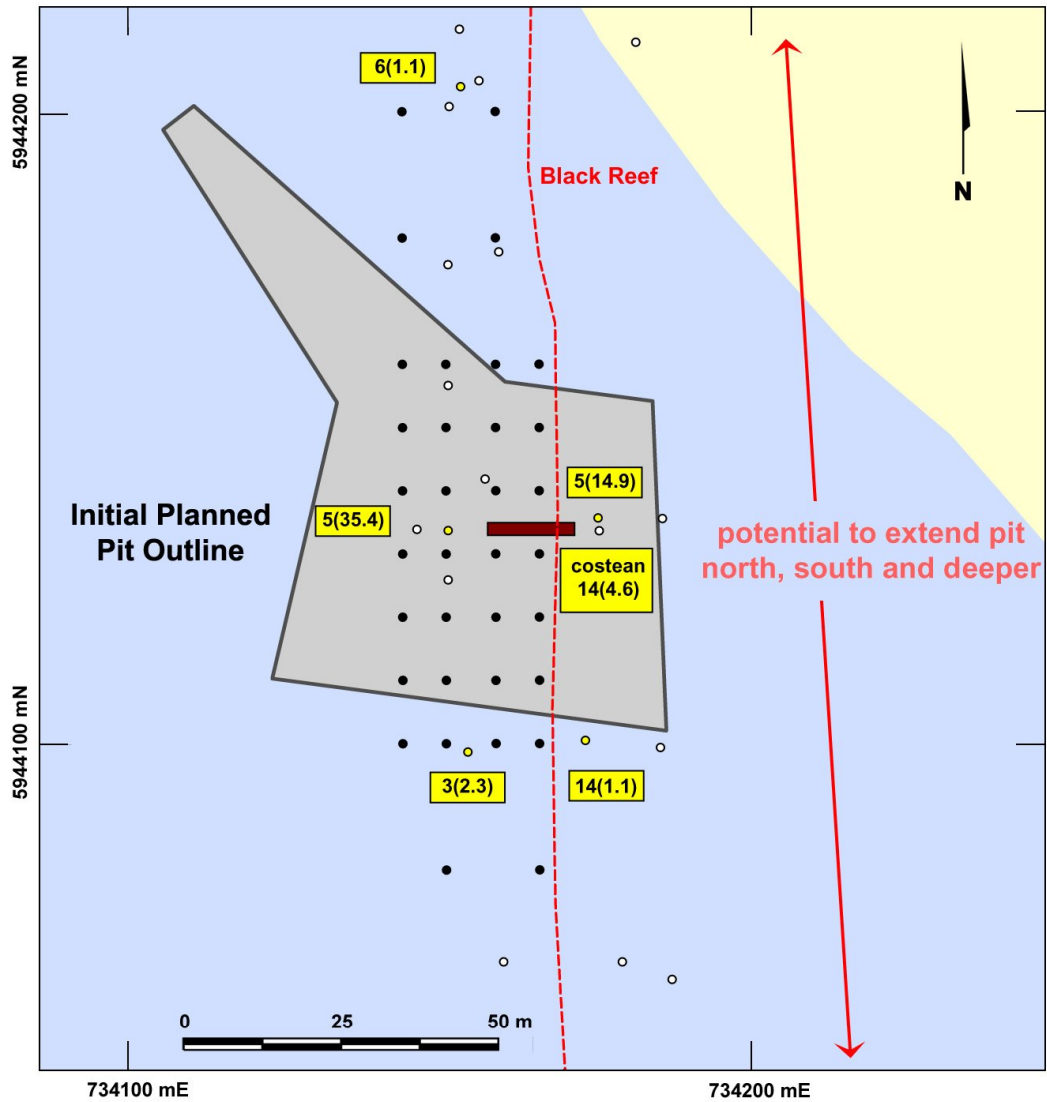 6(1.1)
5944200 mN
Black Reef
N
5(14.9)
Initial Planned
Pit Outline
5(35.4)
costean
14(4.6)
potential to extend pit
north, south and deeper
5944100 mN
3(2.3)
14(1.1)
0 25 50 m
734100 mE
734200 mE